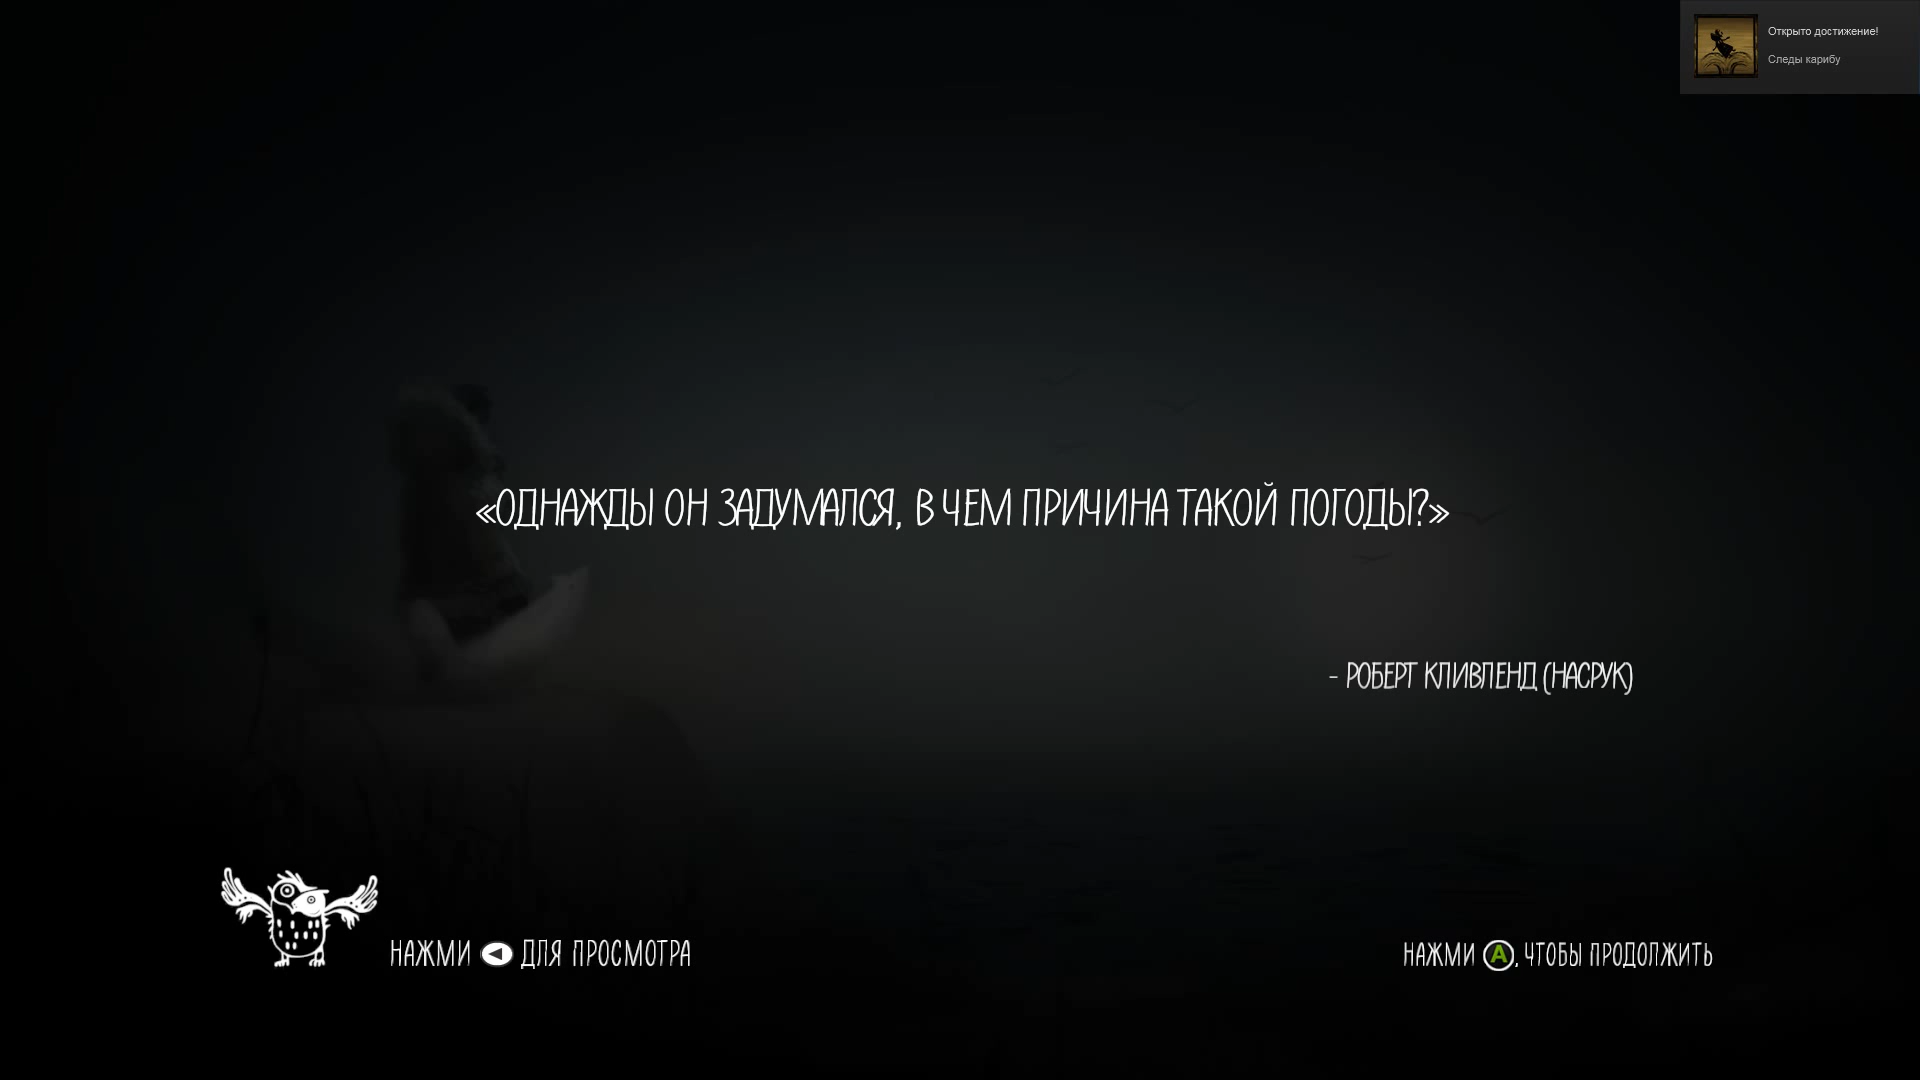 Открыто достижение!
Следы карибу
«ОДНАЖДЫ ОН ЗАДУМАЛСЯ, В ЧЕМ ПРИЧИНА ТАКОЙ ПОГОДЫ?»
- РОБЕРТ КЛИВЛЕНД (НАСРУК)
НАЖМИ ◄ ДЛЯ ПРОСМОТРА
НАЖМИ A, ЧТОБЫ ПРОДОЛЖИТЬ